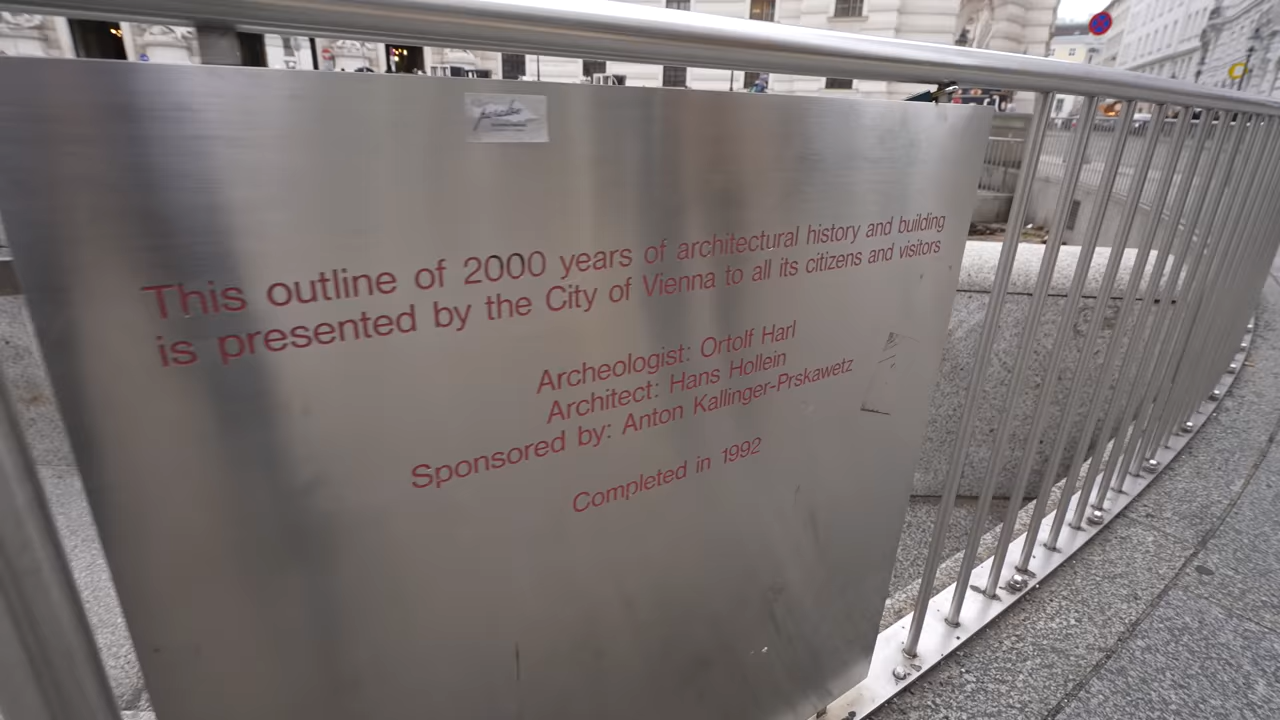 This outline of 2000 years of architectural history and building
is presented by the City of Vienna to all its citizens and visitors
Archeologist: Ortolf Harl
Architect: Hans Hollein
Sponsored by: Anton Kallinger-Prskawetz
Completed in 1992